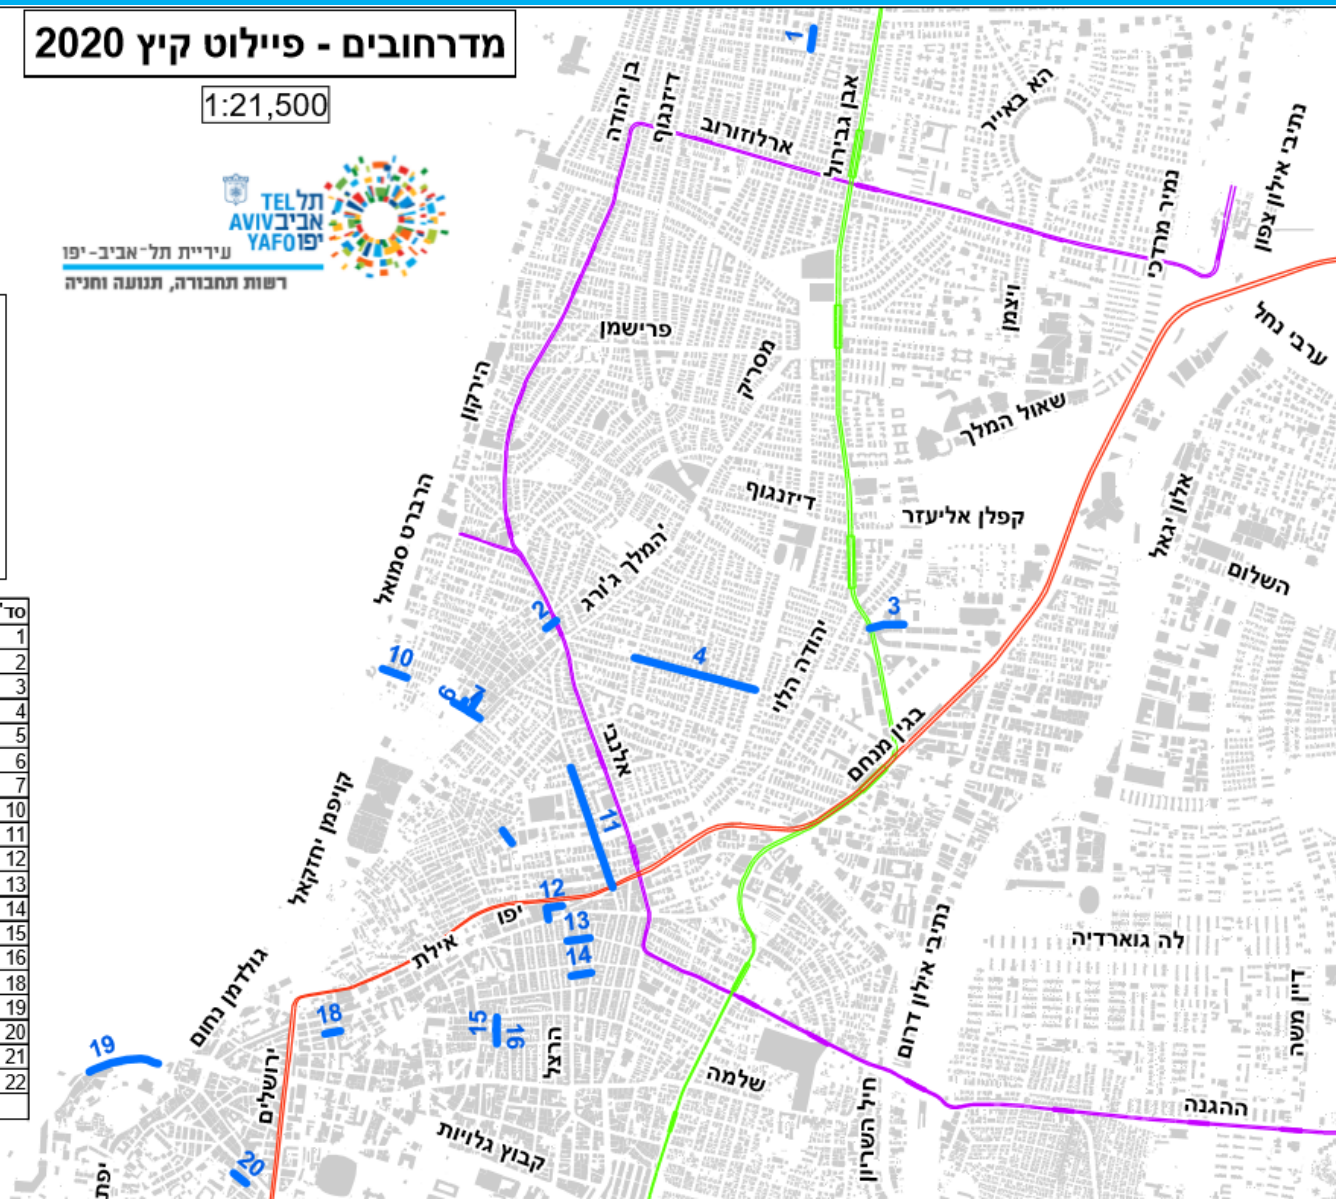 מדרחובים - פיילוט קיץ 2020
1:21,500
תל TEL
אביב AVIV
יפו YAFO
עיריית תל-אביב-יפו
רשות תחבורה, תנועה וחניה
סד'
1
2
3
4
5
6
7
10
11
12
13
14
15
16
18
19
20
21
22
1
אבן גבירול
הא באייר
בן יהודה
דיזנגוף
ארלוזורוב
נתיבי אילון צפון
נמיר מרדכי
ויצמן
פרישמן
מסריק
ערבי נחל
הירקון
שאול המלך
דיזנגוף
קפלן אליעזר
אלון יגאל
השלום
הרברט סמואל
המלך ג'ורג'
2
3
4
יהודה הלוי
10
6
7
אלנבי
בגין מנחם
קויפמן יחזקאל
11
12
יפו
13
14
אילת
לה גוארדיה
נתיבי אילון דרום
דיין משה
גולדמן נחום
18
15
16
הרצל
19
ירושלים
שלמה
חיל השריון
ההגנה
קבוץ גלויות
20
יפת